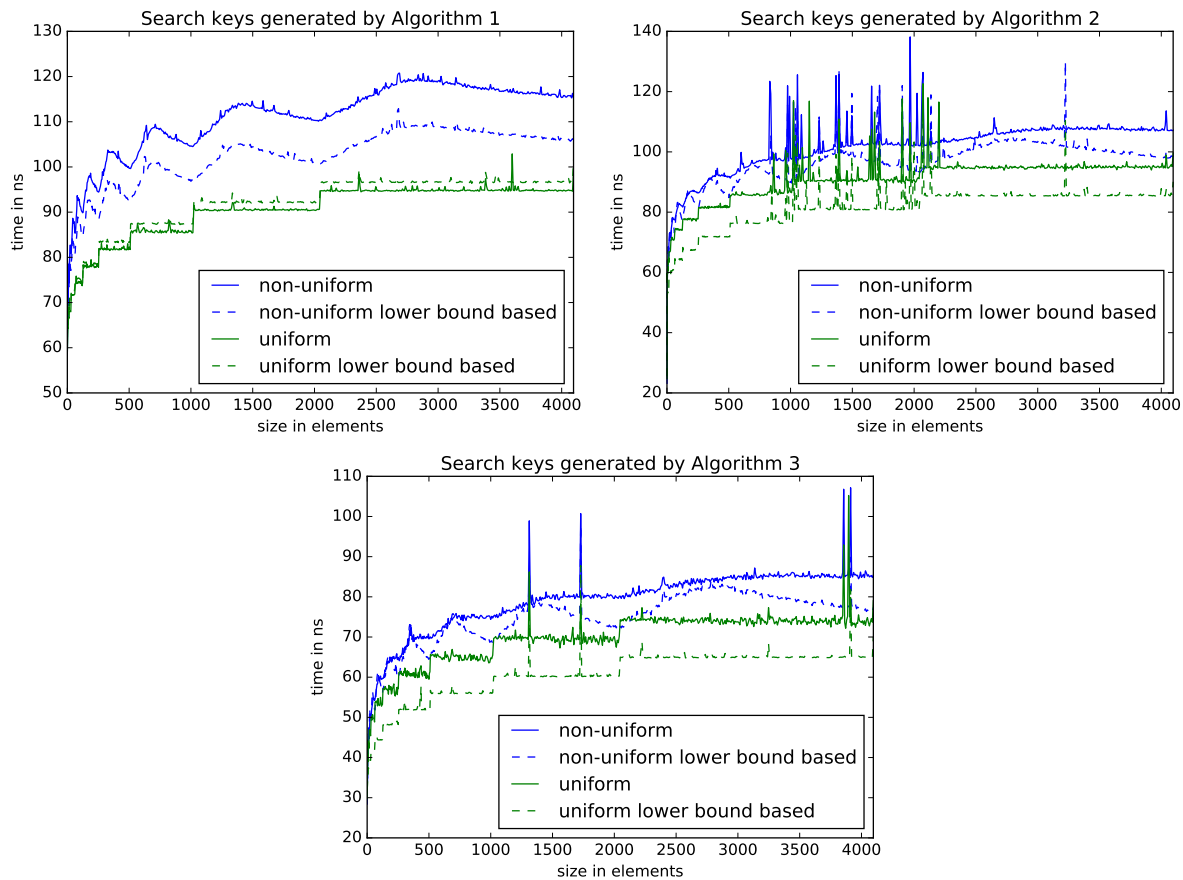 Search keys generated by Algorithm 1
130
120
110
100
90
80
70
60
50
time in ns
0 500 1000 1500 2000 2500 3000 3500 4000
size in elements
non-uniform
non-uniform lower bound based
uniform
uniform lower bound based
Search keys generated by Algorithm 2
140
120
100
80
60
40
20
time in ns
0 500 1000 1500 2000 2500 3000 3500 4000
size in elements
non-uniform
non-uniform lower bound based
uniform
uniform lower bound based
Search keys generated by Algorithm 3
110
100
90
80
70
60
50
40
30
20
time in ns
0 500 1000 1500 2000 2500 3000 3500 4000
size in elements
non-uniform
non-uniform lower bound based
uniform
uniform lower bound based